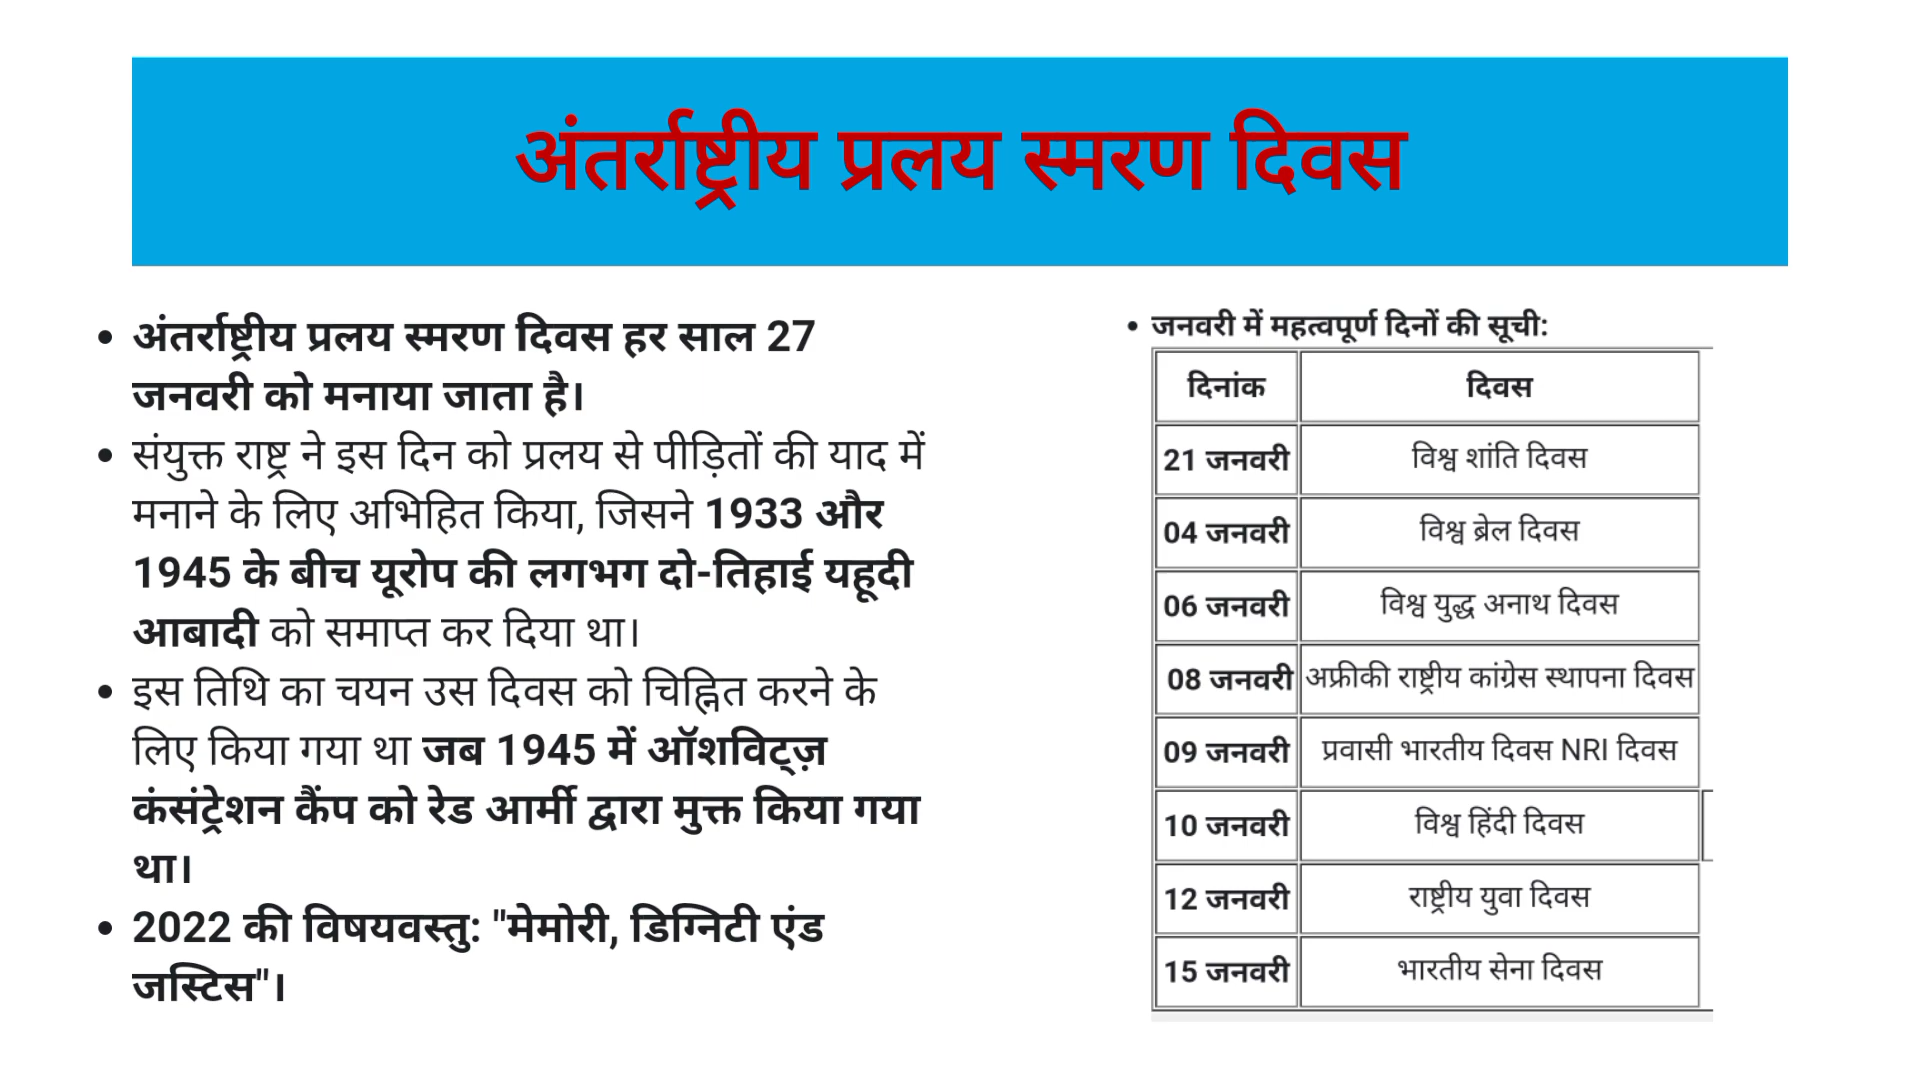 अंतर्राष्ट्रीय प्रलय स्मरण दिवस
• अंतर्राष्ट्रीय प्रलय स्मरण दिवस हर साल 27
जनवरी को मनाया जाता है।
• संयुक्त राष्ट्र ने इस दिन को प्रलय से पीड़ितों की याद में
मनाने के लिए अभिहित किया, जिसने 1933 और
1945 के बीच यूरोप की लगभग दो-तिहाई यहूदी
आबादी को समाप्त कर दिया था।
• इस तिथि का चयन उस दिवस को चिह्नित करने के
लिए किया गया था जब 1945 में ऑशविट्ज़
कंसंट्रेशन कैंप को रेड आर्मी द्वारा मुक्त किया गया
था।
• 2022 की विषयवस्तु: "मेमोरी, डिग्निटी एंड
जस्टिस"।
• जनवरी में महत्वपूर्ण दिनों की सूची:
दिनांक दिवस
21 जनवरी विश्व शांति दिवस
04 जनवरी विश्व ब्रेल दिवस
06 जनवरी विश्व युद्ध अनाथ दिवस
08 जनवरी अफ्रीकी राष्ट्रीय कांग्रेस स्थापना दिवस
09 जनवरी प्रवासी भारतीय दिवस NRI दिवस
10 जनवरी विश्व हिंदी दिवस
12 जनवरी राष्ट्रीय युवा दिवस
15 जनवरी भारतीय सेना दिवस